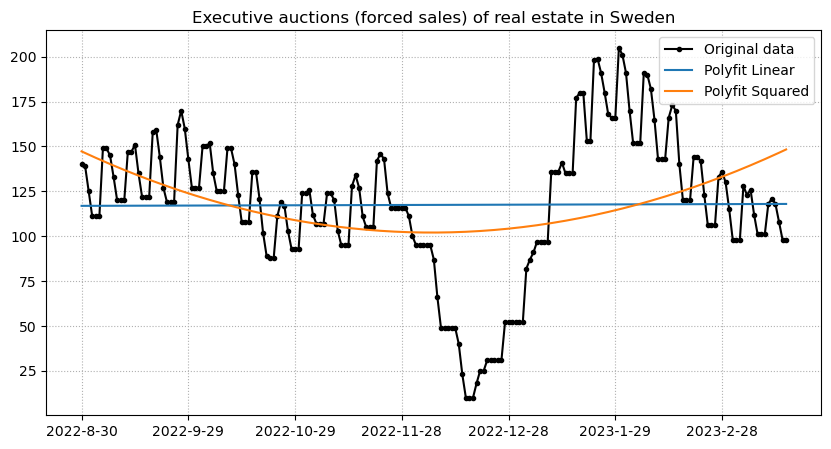 Executive auctions (forced sales) of real estate in Sweden
Original data
Polyfit Linear
Polyfit Squared
200
175
150
125
100
75
50
25
2022-8-30 2022-9-29 2022-10-29 2022-11-28 2022-12-28 2023-1-29 2023-2-28